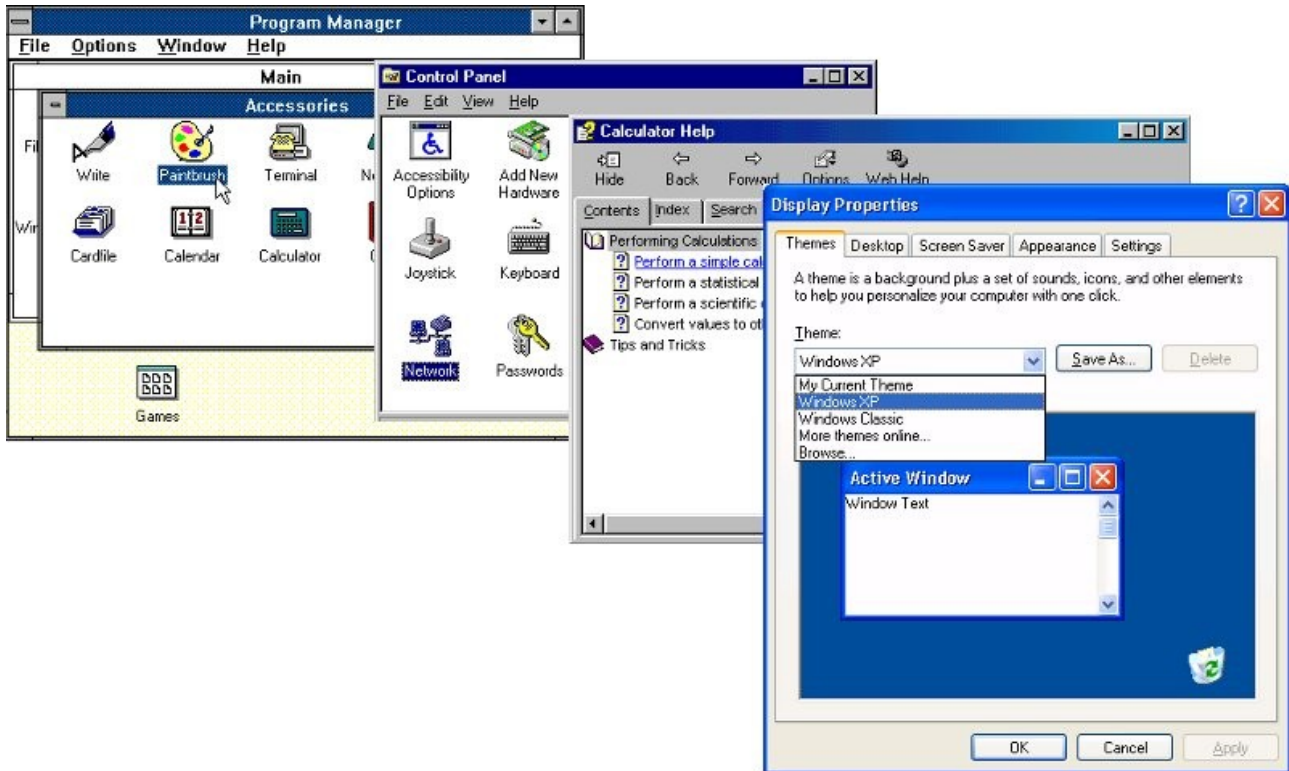 Program Manager
File Options Window Help
Main
Accessories
Write Paintbrush Terminal
Cardfile Calendar Calculator
Games
Control Panel
File Edit View Help
Accessibility Options
Add New Hardware
Joystick Keyboard
Network Passwords
Calculator Help
Hide Back Forward Options Web Help
Contents Index Search
Performing Calculations
Perform a simple cal
Perform a statistical
Perform a scientific
Convert values to ot
Tips and Tricks
Display Properties
Themes Desktop Screen Saver Appearance Settings
A theme is a background plus a set of sounds, icons, and other elements
to help you personalize your computer with one click.
Theme:
Windows XP
Save As... Delete
My Current Theme
Windows XP
Windows Classic
More themes online...
Browse...
Active Window
Window Text
OK Cancel Apply